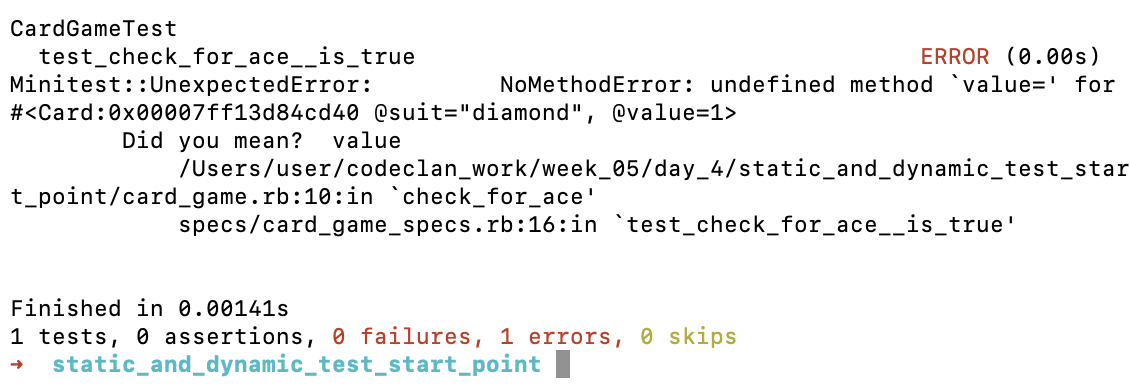 CardGameTest
  test_check_for_ace__is_true                                    ERROR (0.00s)
Minitest::UnexpectedError:         NoMethodError: undefined method `value=' for
#<Card:0x00007ff13d84cd40 @suit="diamond", @value=1>
        Did you mean?  value
            /Users/user/codeclan_work/week_05/day_4/static_and_dynamic_test_star
t_point/card_game.rb:10:in `check_for_ace'
            specs/card_game_specs.rb:16:in `test_check_for_ace__is_true'
Finished in 0.00141s
1 tests, 0 assertions, 0 failures, 1 errors, 0 skips
➜  static_and_dynamic_test_start_point